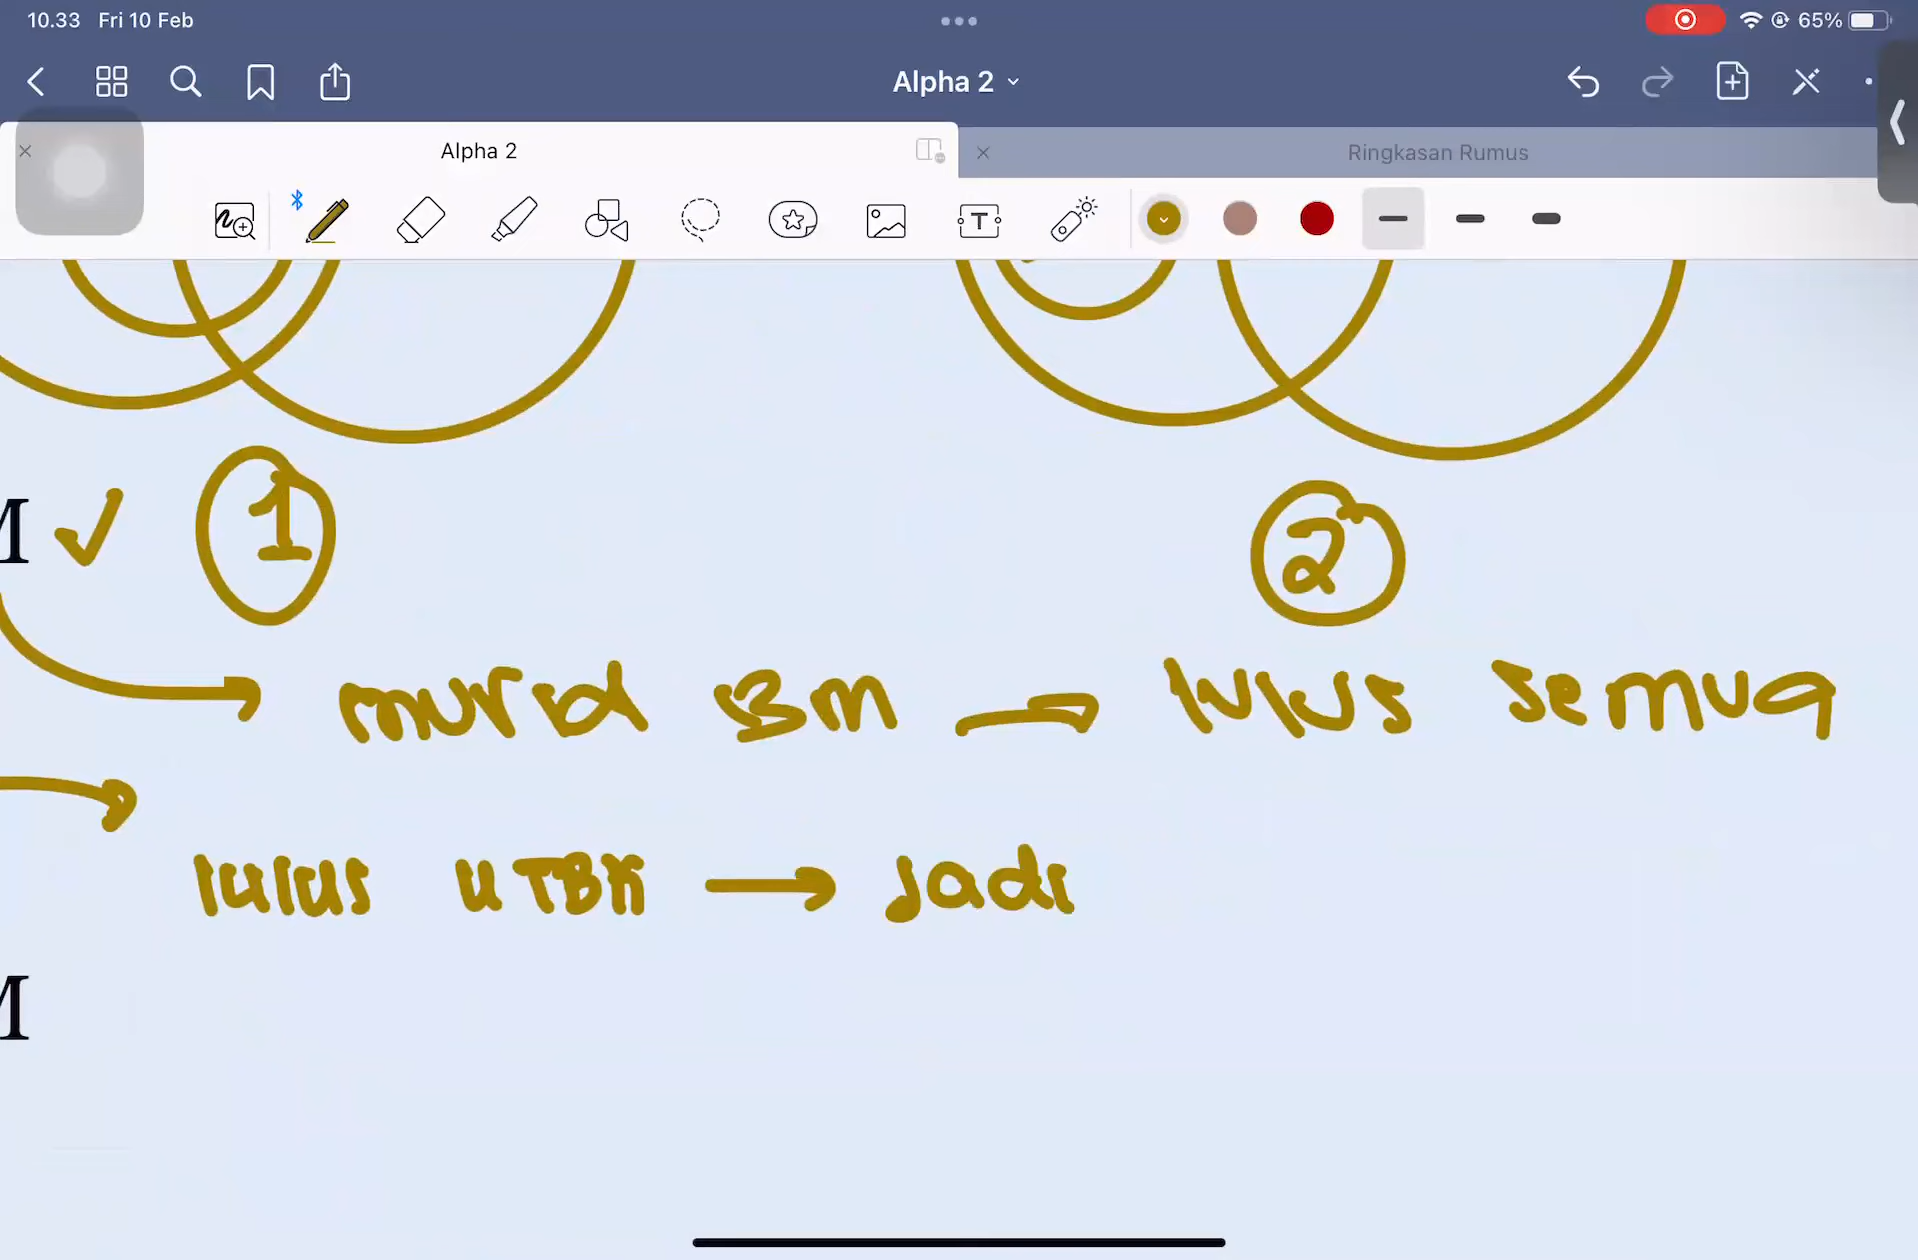 10.33 Fri 10 Feb 65%
Alpha 2
Alpha 2 Ringkasan Rumus
T
M ✓ 1 2
murid BM → lulus semua
lulus UTBK → Jadi
M